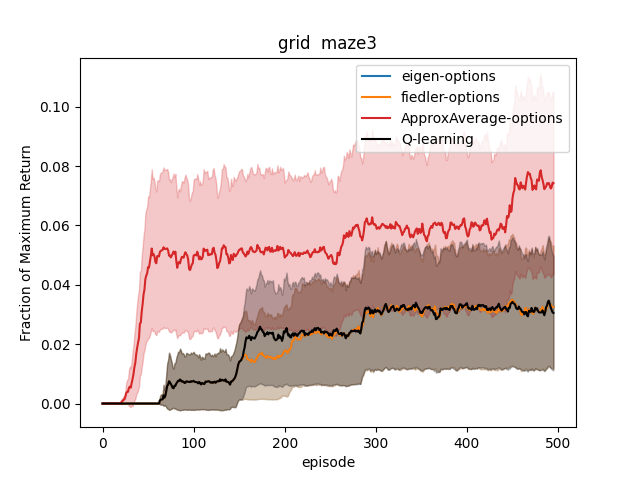 grid maze3
eigen-options
fiedler-options
ApproxAverage-options
Q-learning
Fraction of Maximum Return
0.10
0.08
0.06
0.04
0.02
0.00
0 100 200 300 400 500
episode